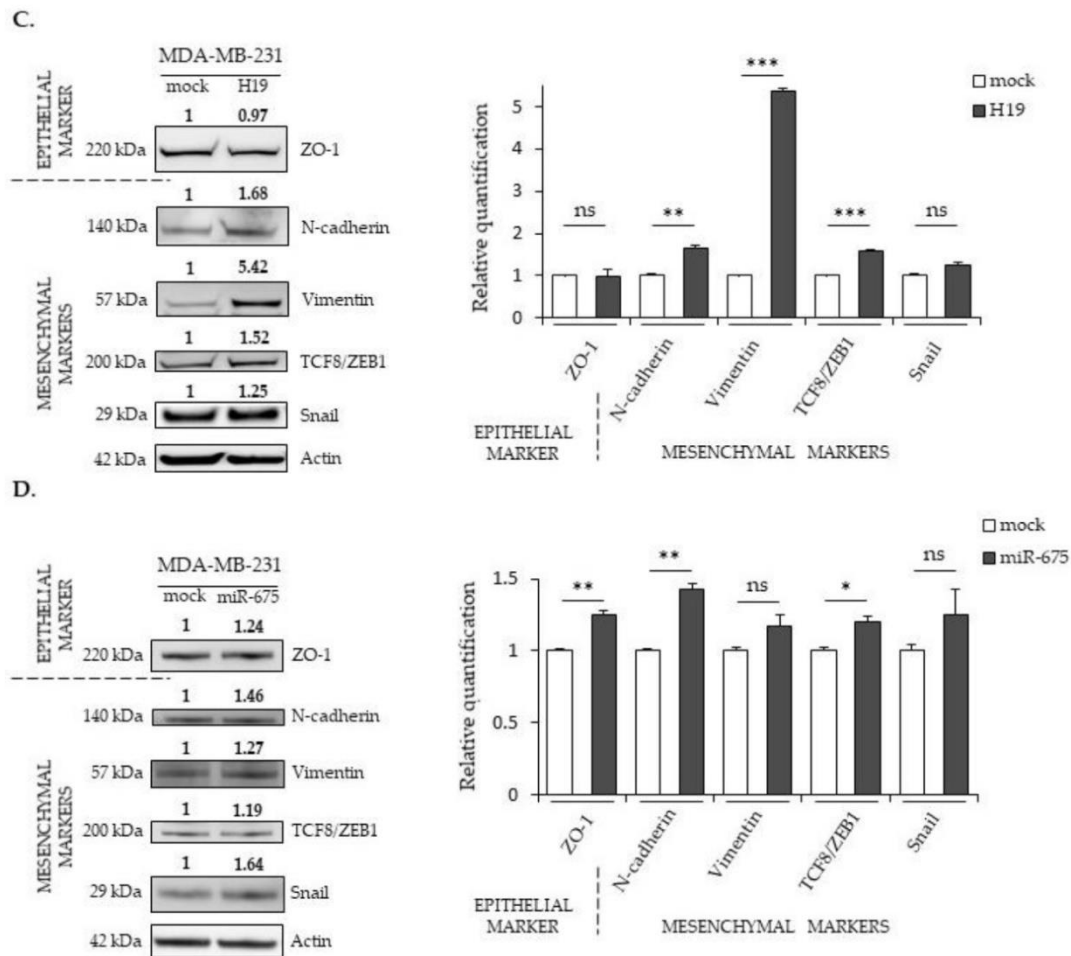 C.
MDA-MB-231
mock H19
EPITHELIAL
MARKER
1 0.97
220 kDa ZO-1
MESENCHYMAL
MARKERS
1 1.68
140 kDa N-cadherin
1 5.42
57 kDa Vimentin
1 1.52
200 kDa TCF8/ZEB1
1 1.25
29 kDa Snail
42 kDa Actin
mock
H19
Relative quantification
5
4
3
2
1
0
ns
**
***
***
ns
ZO-1
N-cadherin
Vimentin
TCF8/ZEB1
Snail
EPITHELIAL
MARKER
MESENCHYMAL MARKERS
D.
MDA-MB-231
mock miR-675
EPITHELIAL
MARKER
1 1.24
220 kDa ZO-1
MESENCHYMAL
MARKERS
1 1.46
140 kDa N-cadherin
1 1.27
57 kDa Vimentin
1 1.19
200 kDa TCF8/ZEB1
1 1.64
29 kDa Snail
42 kDa Actin
mock
miR-675
Relative quantification
1.5
1
0.5
0
**
**
ns
*
ns
ZO-1
N-cadherin
Vimentin
TCF8/ZEB1
Snail
EPITHELIAL
MARKER
MESENCHYMAL MARKERS